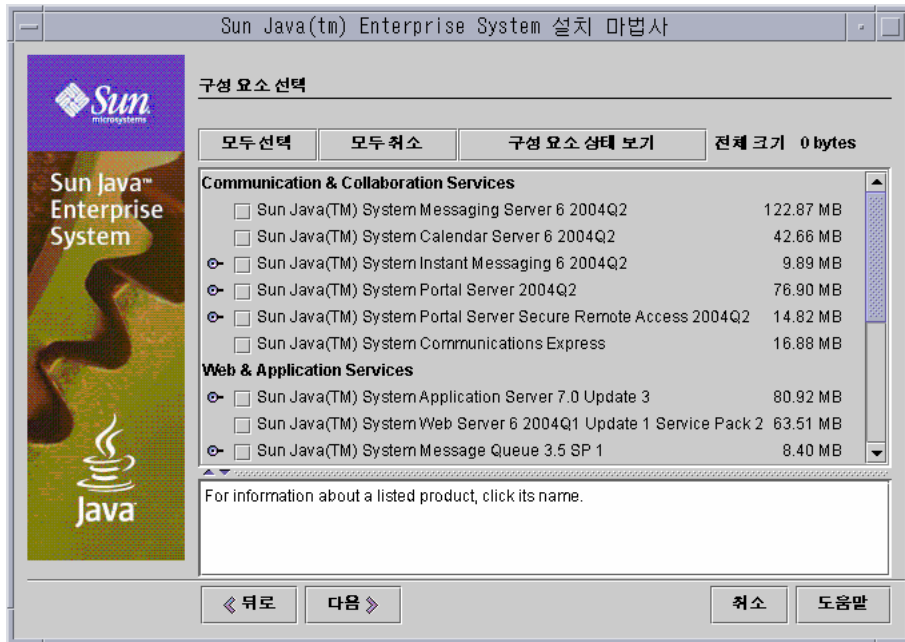 Sun Java(tm) Enterprise System 설치 마법사
Sun
microsystems
Sun Java™
Enterprise
System
Java
구성 요소 선택
모두 선택 모두 취소 구성 요소 상태 보기 전체 크기 0 bytes
Communication & Collaboration Services
Sun Java(TM) System Messaging Server 6 2004Q2 122.87 MB
Sun Java(TM) System Calendar Server 6 2004Q2 42.66 MB
Sun Java(TM) System Instant Messaging 6 2004Q2 9.89 MB
Sun Java(TM) System Portal Server 2004Q2 76.90 MB
Sun Java(TM) System Portal Server Secure Remote Access 2004Q2 14.82 MB
Sun Java(TM) System Communications Express 16.88 MB
Web & Application Services
Sun Java(TM) System Application Server 7.0 Update 3 80.92 MB
Sun Java(TM) System Web Server 6 2004Q1 Update 1 Service Pack 2 63.51 MB
Sun Java(TM) System Message Queue 3.5 SP 1 8.40 MB
For information about a listed product, click its name.
뒤로 다음 취소 도움말